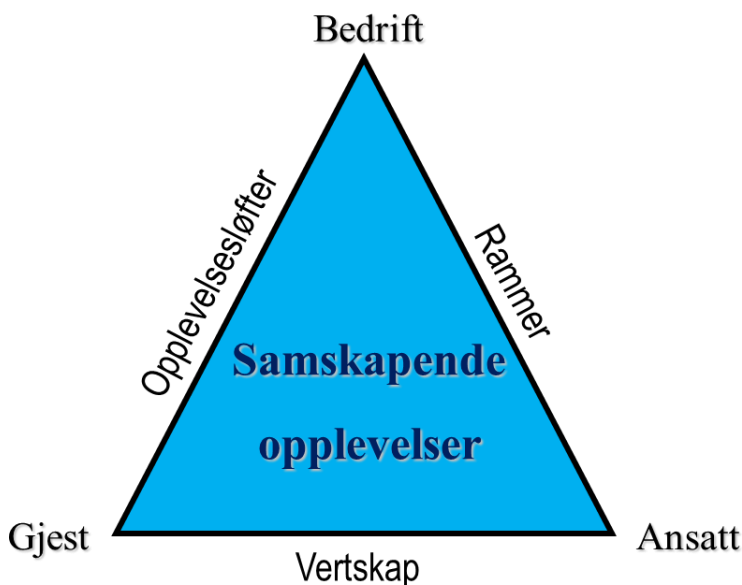 Bedrift
Opplevelsesløfter
Rammer
Samskapende
opplevelser
Gjest
Ansatt
Vertskap